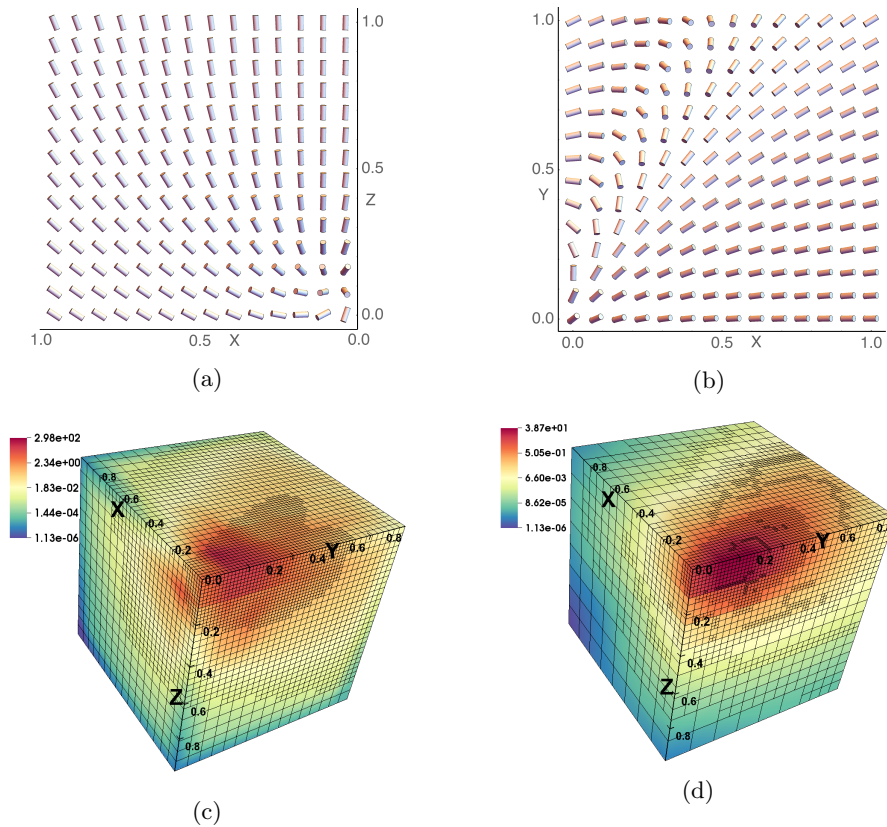 1.0
0.5
Z
0.0
1.0
0.5
X
0.0
(a)
1.0
0.5
Y
0.0
0.0
0.5
X
1.0
(b)
2.98e+02
2.34e+00
1.83e-02
1.44e-04
1.13e-06
0.8
0.6
X
0.4
0.2
0.0
0.2
0.4
Y
0.6
0.8
0.2
0.4
Z
0.6
0.8
(c)
3.87e+01
5.05e-01
6.60e-03
8.62e-05
1.13e-06
0.8
X
0.6
0.4
0.2
0.0
0.2
0.4
Y
0.6
0.2
0.4
Z
0.6
0.8
(d)